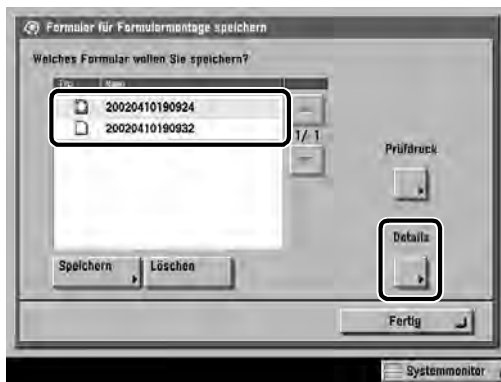 Formular für Formularmontage speichern
Welches Formular wollen Sie speichern?
Typ Name
20020410190924
20020410190932
1/ 1
Prüfdruck
Details
Speichern
Löschen
Fertig
Systemmonitor